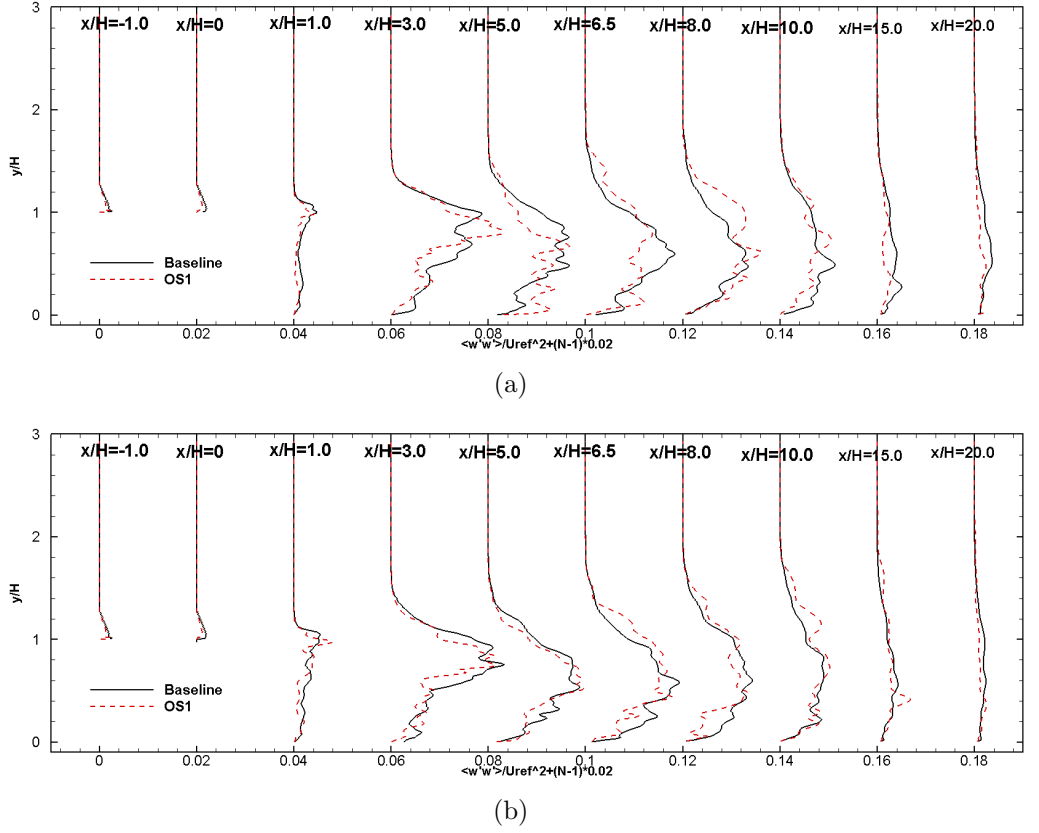 3
x/H=-1.0 x/H=0 x/H=1.0 x/H=3.0 x/H=5.0 x/H=6.5 x/H=8.0 x/H=10.0 x/H=15.0 x/H=20.0
2
y/H
1
Baseline
OS1
0
0 0.02 0.04 0.06 0.08 0.1 0.12 0.14 0.16 0.18
<w'w'>/Uref^2+(N-1)*0.02
(a)
3
x/H=-1.0 x/H=0 x/H=1.0 x/H=3.0 x/H=5.0 x/H=6.5 x/H=8.0 x/H=10.0 x/H=15.0 x/H=20.0
2
y/H
1
Baseline
OS1
0
0 0.02 0.04 0.06 0.08 0.1 0.12 0.14 0.16 0.18
<w'w'>/Uref^2+(N-1)*0.02
(b)